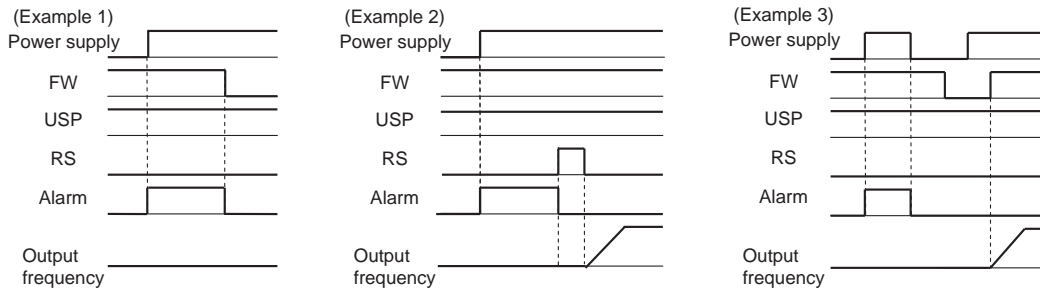 (Example 1)
Power supply
FW
USP
RS
Alarm
Output
frequency
(Example 2)
Power supply
FW
USP
RS
Alarm
Output
frequency
(Example 3)
Power supply
FW
USP
RS
Alarm
Output
frequency